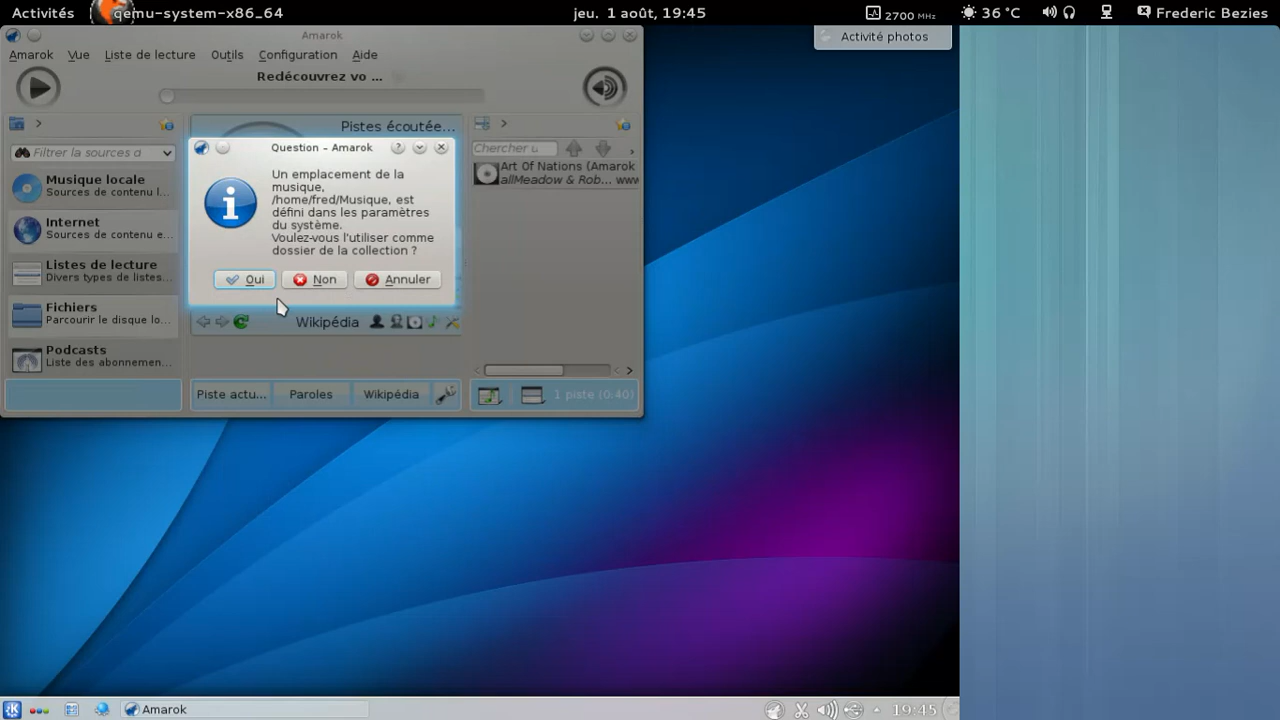 Activités qemu-system-x86_64 jeu. 1 août, 19:45 2700 MHz 36 °C Frederic Bezies
Activité photos
Amarok
Amarok Vue Liste de lecture Outils Configuration Aide
Redécouvrez vo ...
Pistes écoutée...
Filtrer la sources d
Chercher u
Musique locale
Sources de contenu l...
Internet
Sources de contenu e...
Listes de lecture
Divers types de listes...
Fichiers
Parcourir le disque lo...
Podcasts
Liste des abonnemen...
Question – Amarok
Un emplacement de la
musique,
/home/fred/Musique, est
défini dans les paramètres
du système.
Voulez-vous l'utiliser comme
dossier de la collection ?
Oui Non Annuler
Wikipédia
Piste actu... Paroles Wikipédia
Art Of Nations (Amarok
allMeadow & Rob... www
1 piste (0:40)
Amarok 19:45